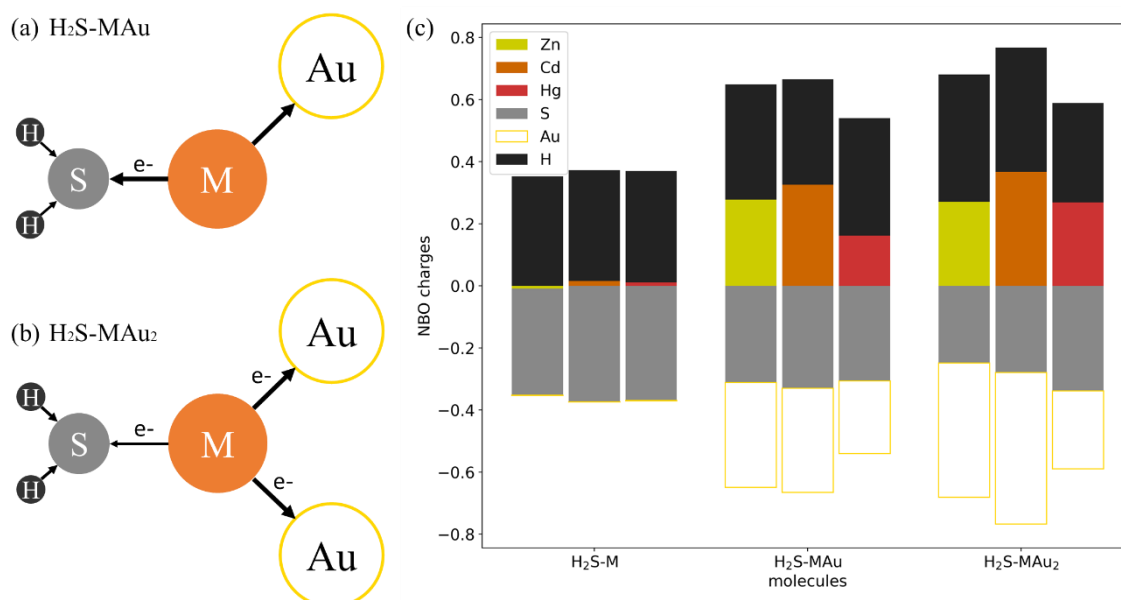 (a) H₂S-MAu
Au
H
S
e-
M
H
(b) H₂S-MAu₂
Au
e-
H
S
e-
M
H
e-
Au
(c)
NBO charges
0.8
0.6
0.4
0.2
0.0
−0.2
−0.4
−0.6
−0.8
Zn
Cd
Hg
S
Au
H
H₂S-M
H₂S-MAu
H₂S-MAu₂
molecules